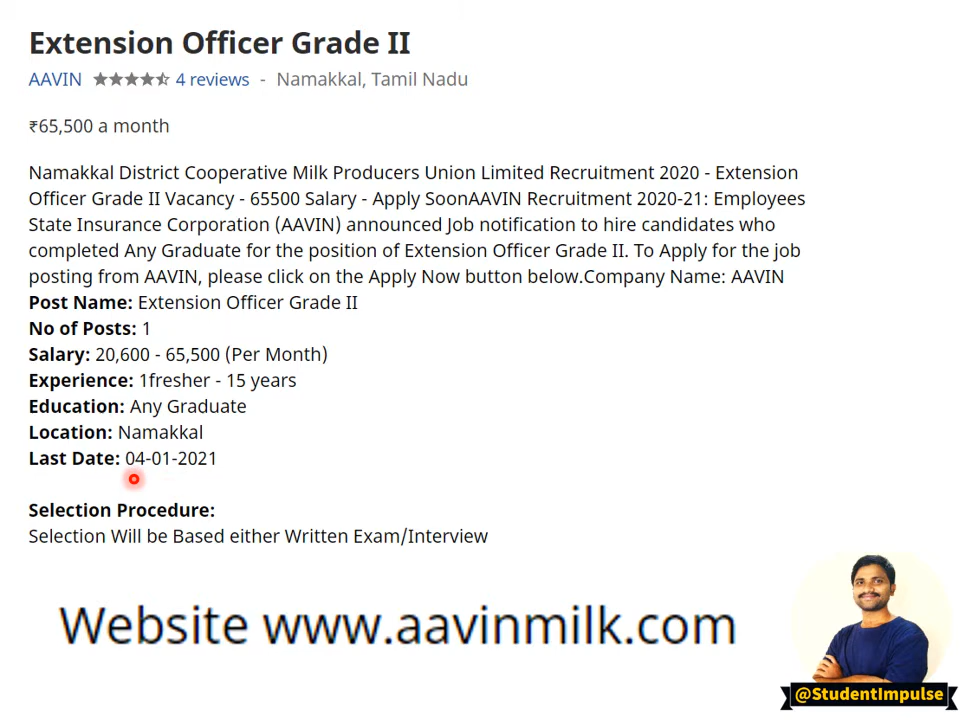 Extension Officer Grade II
AAVIN ★★★★⯪ 4 reviews - Namakkal, Tamil Nadu
₹65,500 a month
Namakkal District Cooperative Milk Producers Union Limited Recruitment 2020 - Extension
Officer Grade II Vacancy - 65500 Salary - Apply SoonAAVIN Recruitment 2020-21: Employees
State Insurance Corporation (AAVIN) announced Job notification to hire candidates who
completed Any Graduate for the position of Extension Officer Grade II. To Apply for the job
posting from AAVIN, please click on the Apply Now button below.Company Name: AAVIN
Post Name: Extension Officer Grade II
No of Posts: 1
Salary: 20,600 - 65,500 (Per Month)
Experience: 1fresher - 15 years
Education: Any Graduate
Location: Namakkal
Last Date: 04-01-2021
Selection Procedure:
Selection Will be Based either Written Exam/Interview
Website www.aavinmilk.com
@StudentImpulse